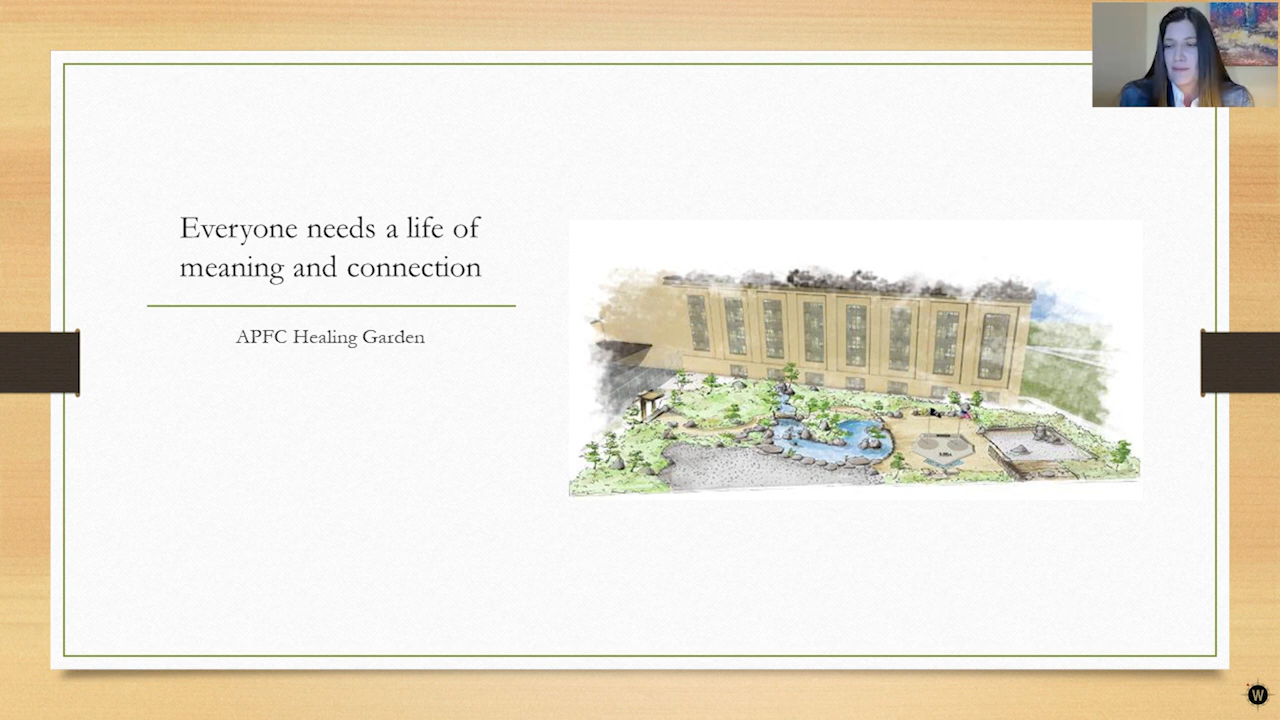 Everyone needs a life of
meaning and connection
APFC Healing Garden
W